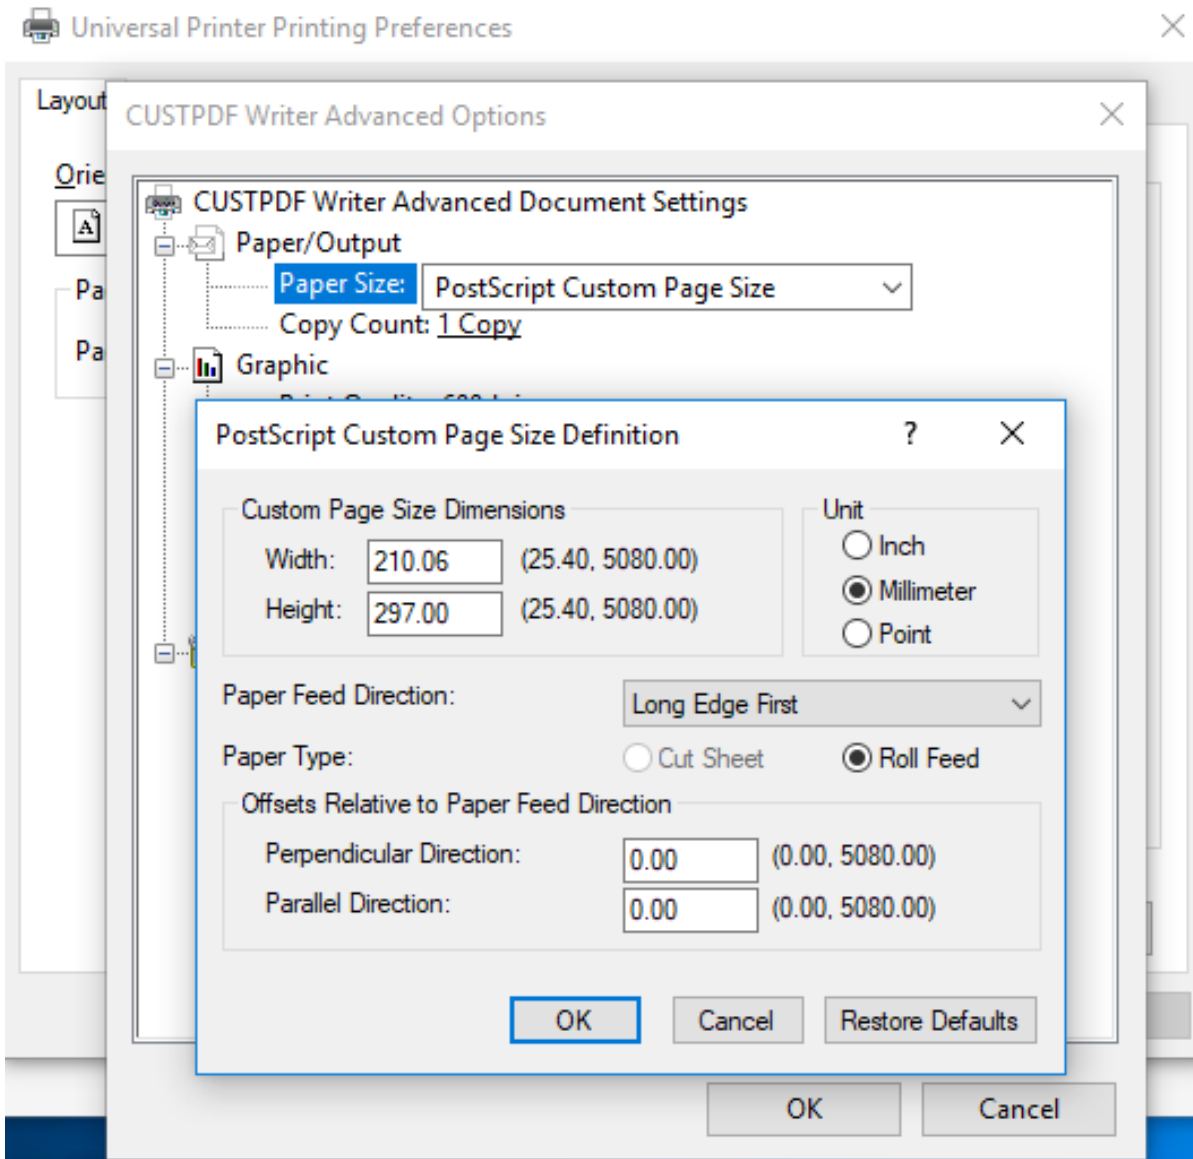 Universal Printer Printing Preferences
Layout
CUSTPDF Writer Advanced Options
Orie
A
CUSTPDF Writer Advanced Document Settings
Paper/Output
Pa
Paper Size: PostScript Custom Page Size
Copy Count: 1 Copy
Pa
Graphic
PostScript Custom Page Size Definition ?
Custom Page Size Dimensions
Unit
Width: 210.06 (25.40, 5080.00)
Inch
Height: 297.00 (25.40, 5080.00)
Millimeter
Point
Paper Feed Direction: Long Edge First
Paper Type: Cut Sheet Roll Feed
Offsets Relative to Paper Feed Direction
Perpendicular Direction: 0.00 (0.00, 5080.00)
Parallel Direction: 0.00 (0.00, 5080.00)
OK Cancel Restore Defaults
OK Cancel